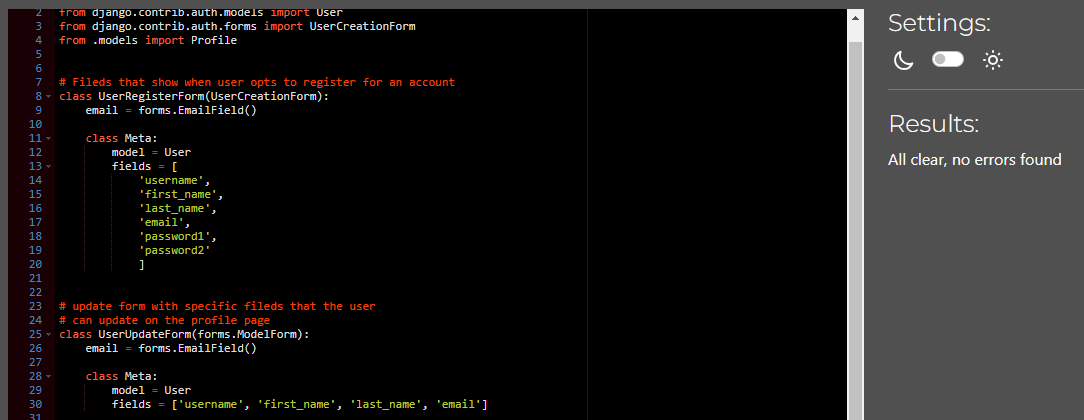 2 from django.contrib.auth.models import User
3 from django.contrib.auth.forms import UserCreationForm
4 from .models import Profile
5
6
7 # Fileds that show when user opts to register for an account
8 class UserRegisterForm(UserCreationForm):
9     email = forms.EmailField()
10
11     class Meta:
12         model = User
13         fields = [
14             'username',
15             'first_name',
16             'last_name',
17             'email',
18             'password1',
19             'password2'
20             ]
21
22
23 # update form with specific fileds that the user
24 # can update on the profile page
25 class UserUpdateForm(forms.ModelForm):
26     email = forms.EmailField()
27
28     class Meta:
29         model = User
30         fields = ['username', 'first_name', 'last_name', 'email']
31
Settings:
Results:
All clear, no errors found